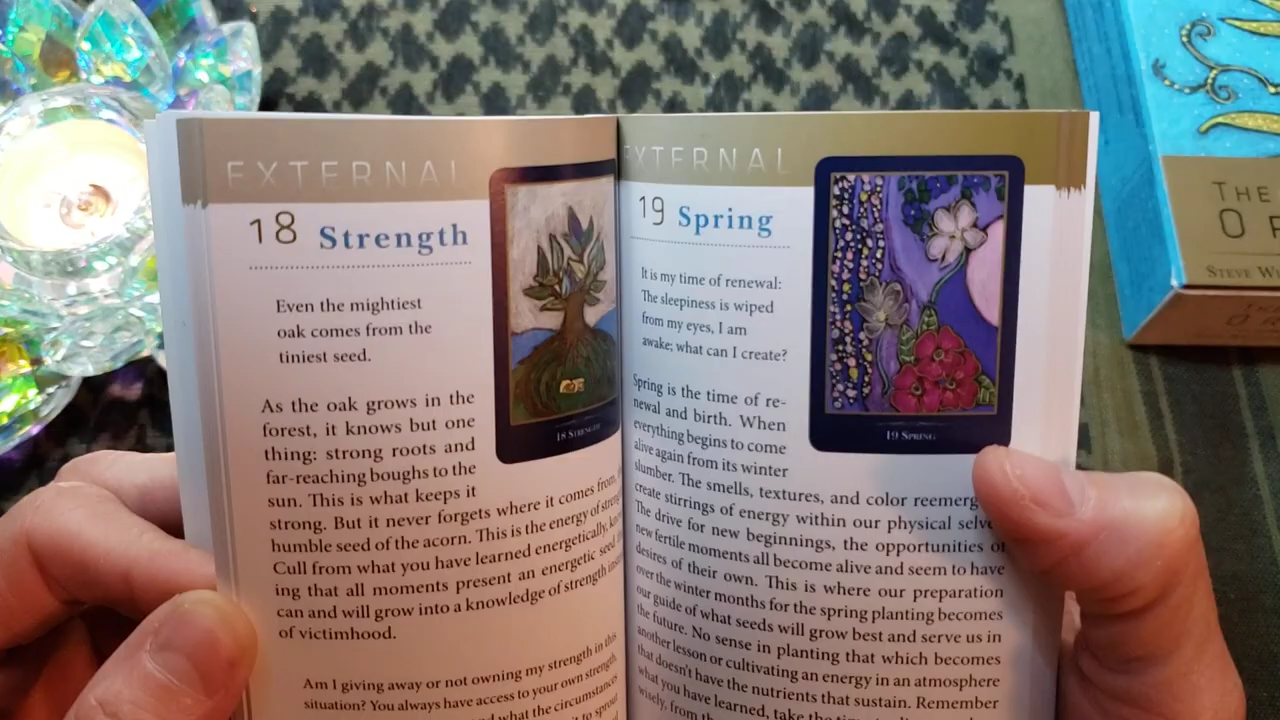 EXTERNAL
18 Strength
Even the mightiest
oak comes from the
tiniest seed.
As the oak grows in the
forest, it knows but one
thing: strong roots and
far-reaching boughs to the
sun. This is what keeps it
strong. But it never forgets where it comes from,
humble seed of the acorn. This is the energy of
Cull from what you have learned energetically,
ing that all moments present an energetic seed
can and will grow into a knowledge of strength
of victimhood.
Am I giving away or not owning my strength in this
situation? You always have access to your own strength,
and what the circumstances
it to sprout
18 STRENGTH
EXTERNAL
19 Spring
It is my time of renewal:
The sleepiness is wiped
from my eyes, I am
awake; what can I create?
Spring is the time of re-
newal and birth. When
everything begins to come
alive again from its winter
slumber. The smells, textures, and color reemerg
create stirrings of energy within our physical selve
The drive for new beginnings, the opportunities of
new fertile moments all become alive and seem to have
desires of their own. This is where our preparation
over the winter months for the spring planting becomes
our guide of what seeds will grow best and serve us in
the future. No sense in planting that which becomes
another lesson or cultivating an energy in an atmosphere
that doesn't have the nutrients that sustain. Remember
what you have learned, take the
wisely, from
19 SPRING
THE
O
STEVE